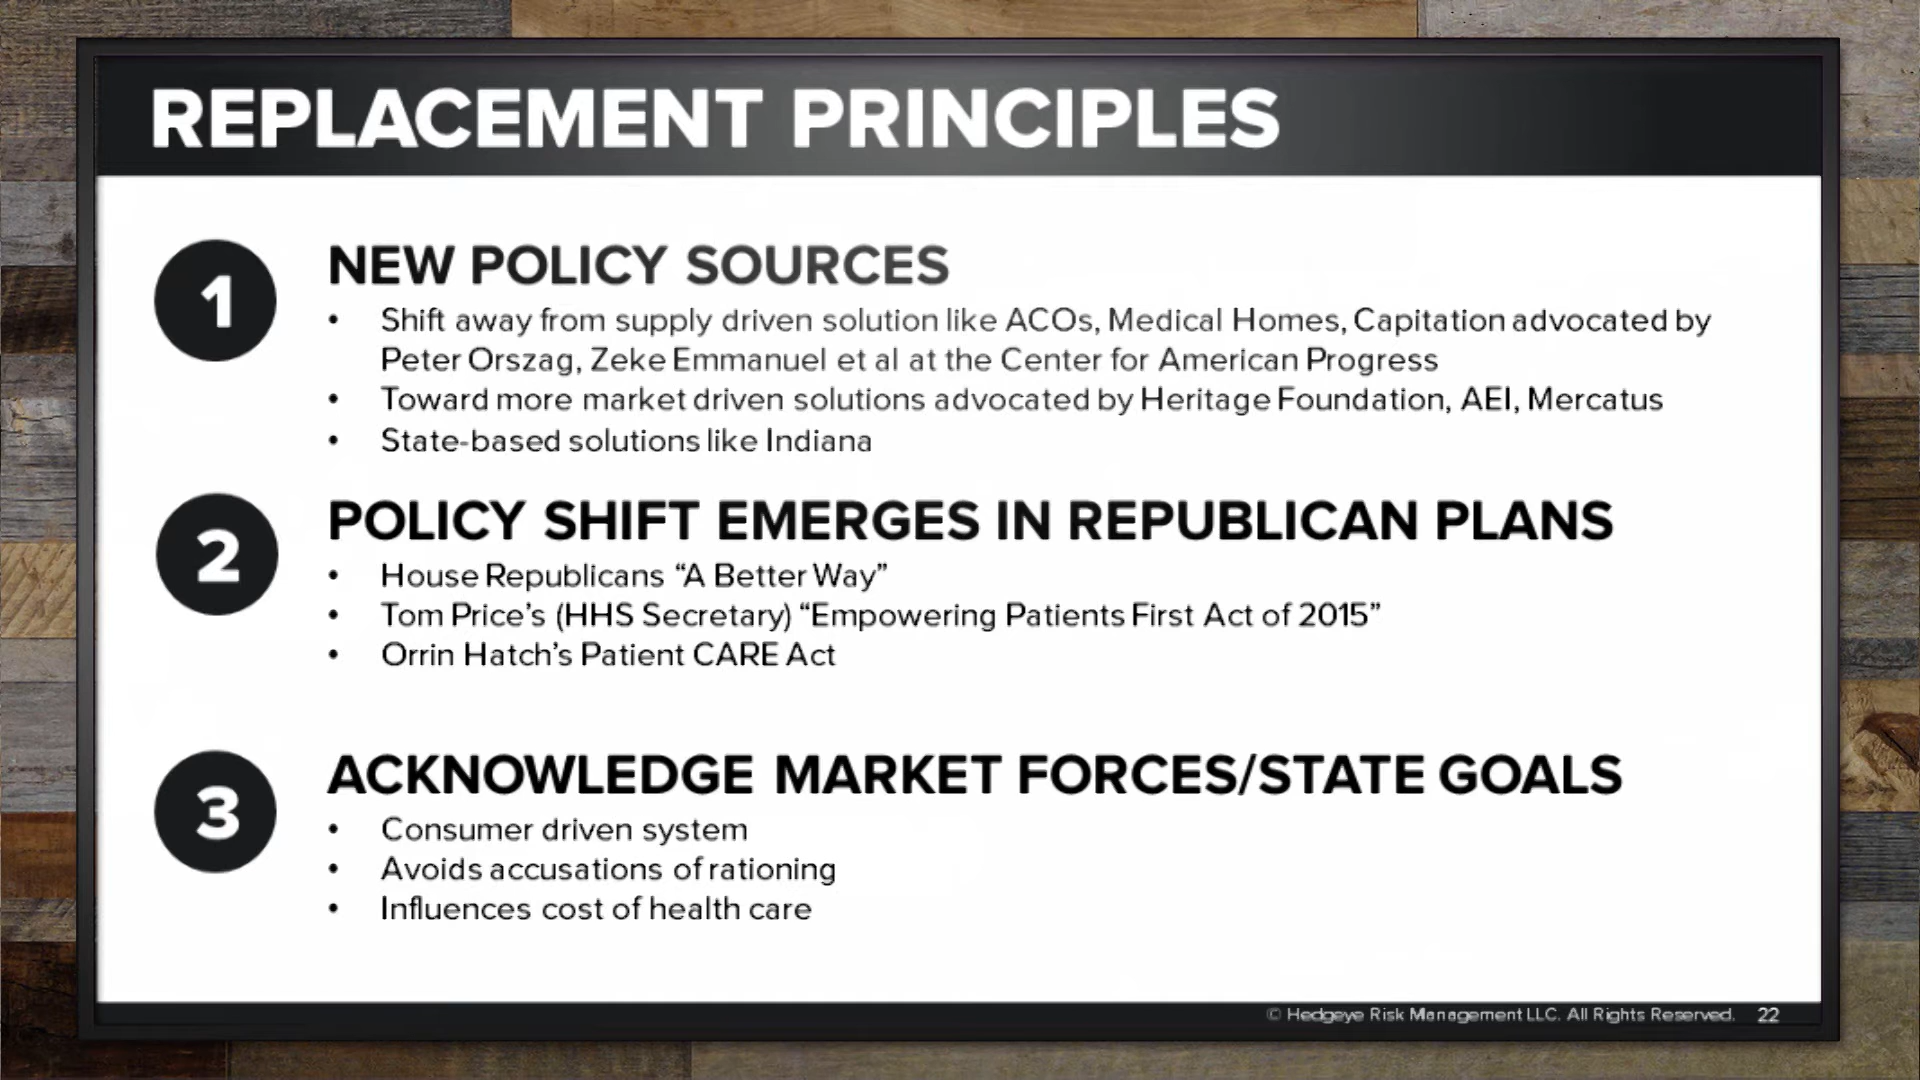 REPLACEMENT PRINCIPLES
1
NEW POLICY SOURCES
• Shift away from supply driven solution like ACOs, Medical Homes, Capitation advocated by
Peter Orszag, Zeke Emmanuel et al at the Center for American Progress
• Toward more market driven solutions advocated by Heritage Foundation, AEI, Mercatus
• State-based solutions like Indiana
2
POLICY SHIFT EMERGES IN REPUBLICAN PLANS
• House Republicans “A Better Way”
• Tom Price’s (HHS Secretary) “Empowering Patients First Act of 2015”
• Orrin Hatch’s Patient CARE Act
3
ACKNOWLEDGE MARKET FORCES/STATE GOALS
• Consumer driven system
• Avoids accusations of rationing
• Influences cost of health care
© Hedgeye Risk Management LLC. All Rights Reserved. 22